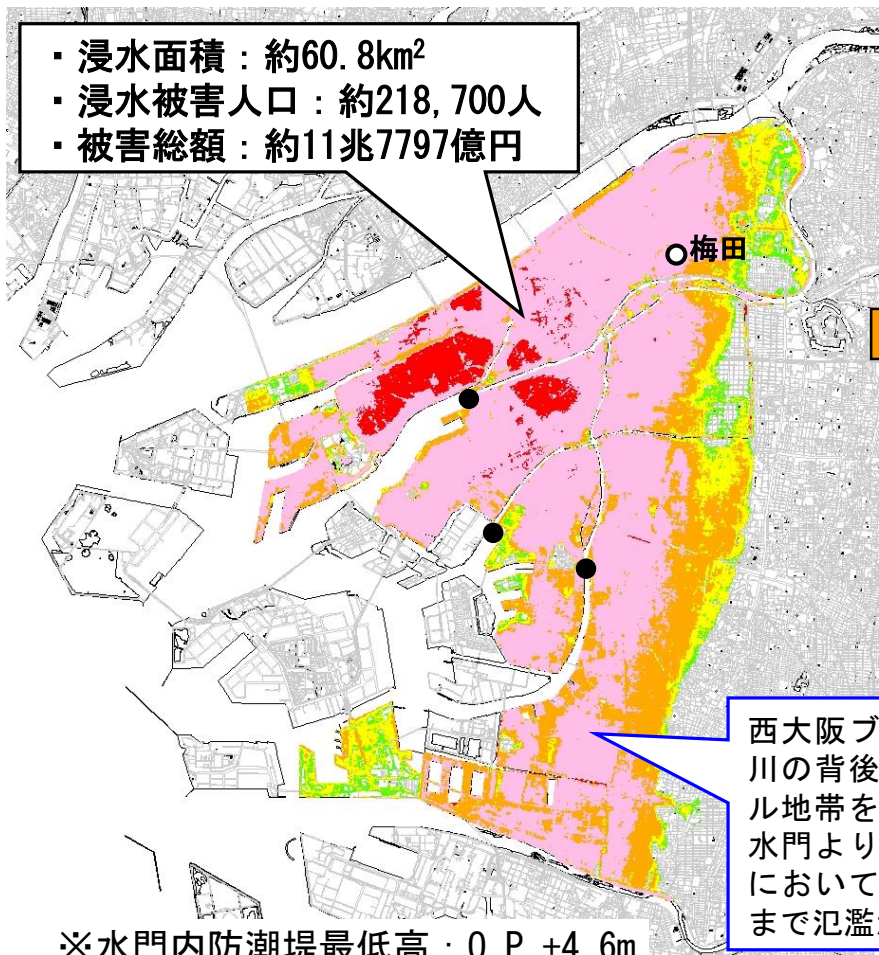 ・浸水面積：約60.8km²
・浸水被害人口：約218,700人
・被害総額：約11兆7797億円
梅田
西大阪ブ
川の背後
ル地帯を
水門より
において
まで氾濫
※水門内防潮堤最低高：O.P.+4.6m